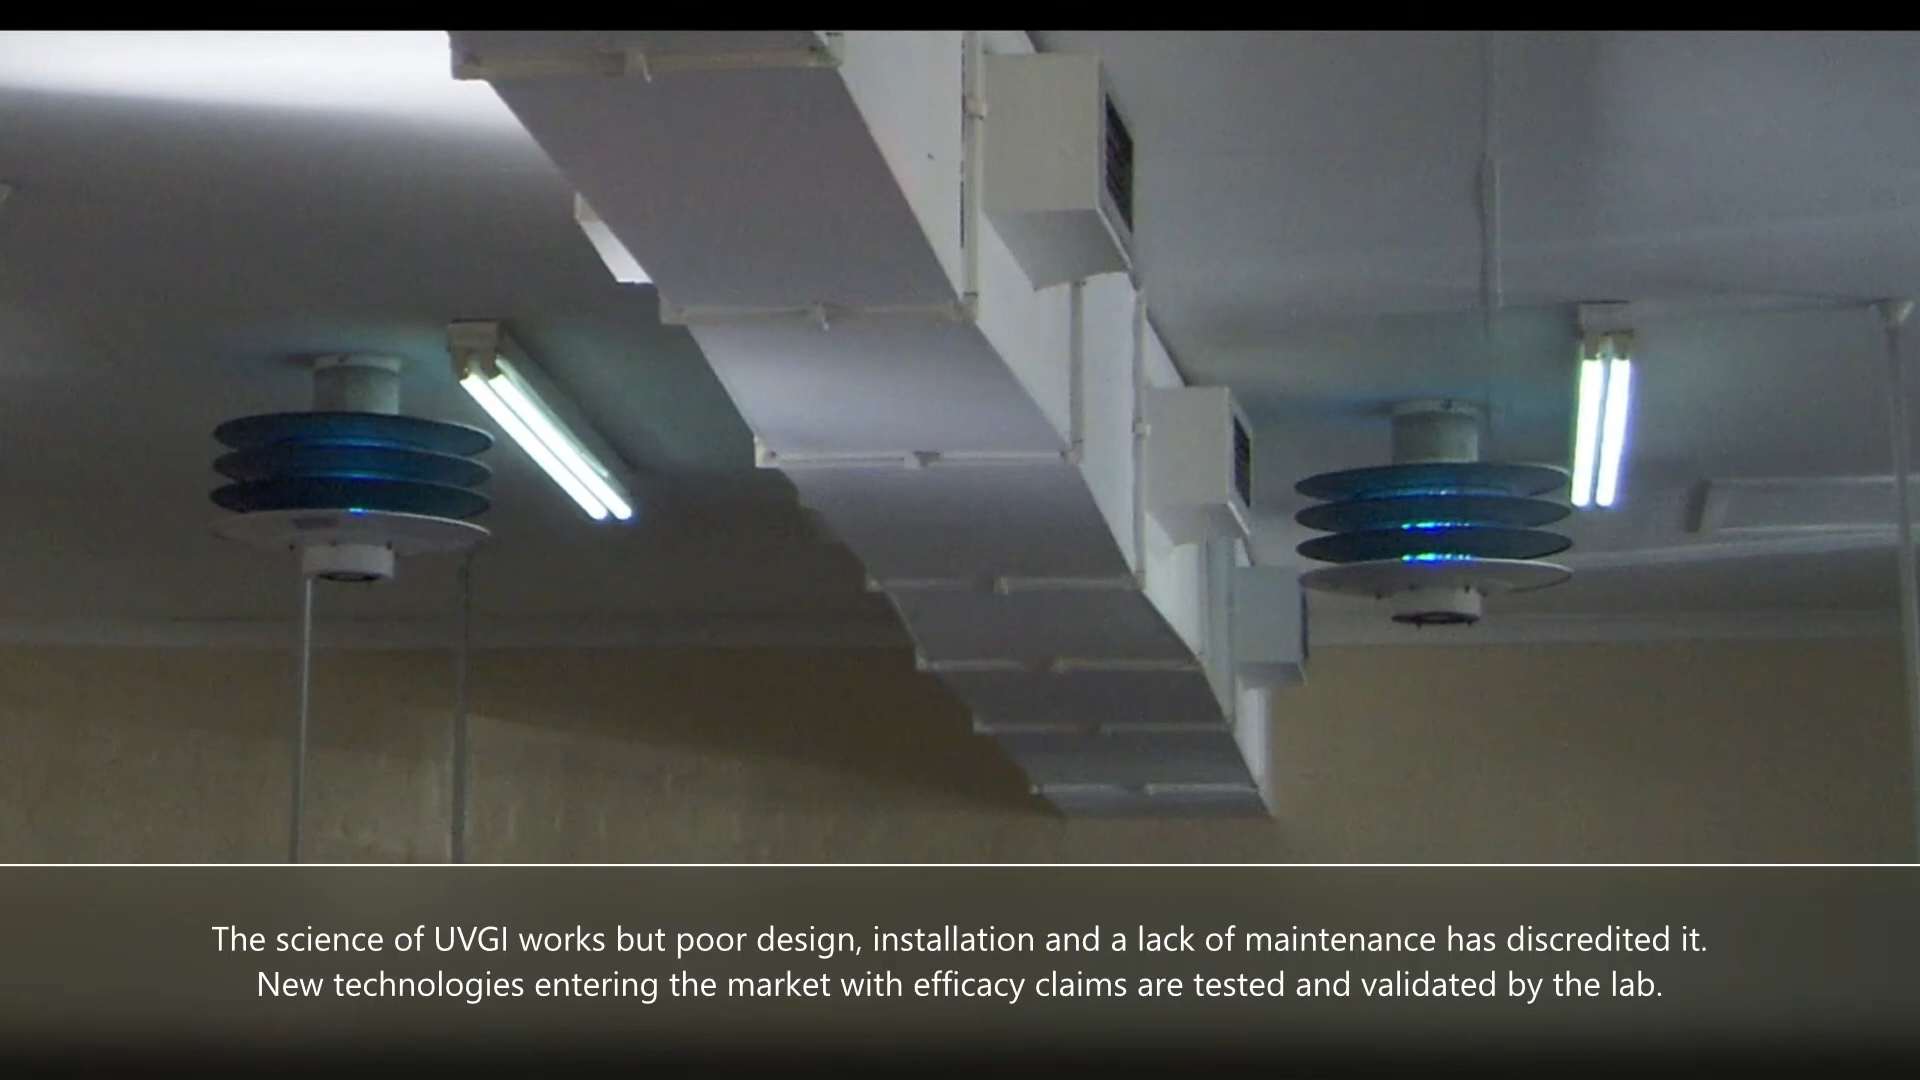 The science of UVGI works but poor design, installation and a lack of maintenance has discredited it.
New technologies entering the market with efficacy claims are tested and validated by the lab.